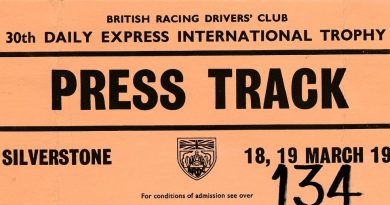 BRITISH RACING DRIVERS' CLUB
30th DAILY EXPRESS INTERNATIONAL TROPHY
PRESS TRACK
SILVERSTONE
18, 19 MARCH 19
For conditions of admission see over
134